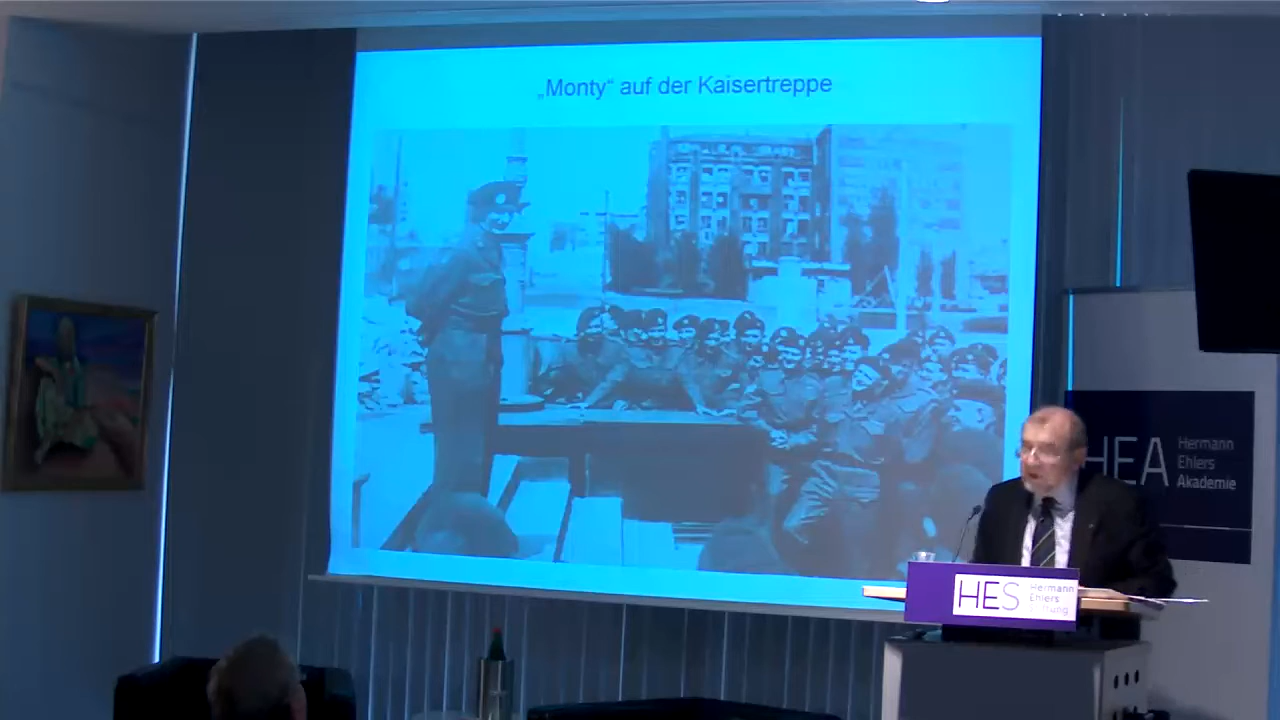 „Monty“ auf der Kaisertreppe
HEA
Hermann
Ehlers
Akademie
HES
Hermann
Ehlers
Stiftung